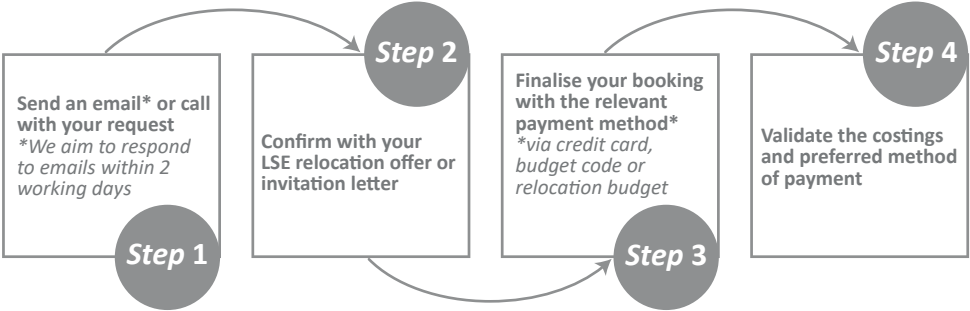 Send an email* or call
with your request
*We aim to respond
to emails within 2
working days
Step 1
Step 2
Confirm with your
LSE relocation offer or
invitation letter
Finalise your booking
with the relevant
payment method*
*via credit card,
budget code or
relocation budget
Step 3
Step 4
Validate the costings
and preferred method
of payment